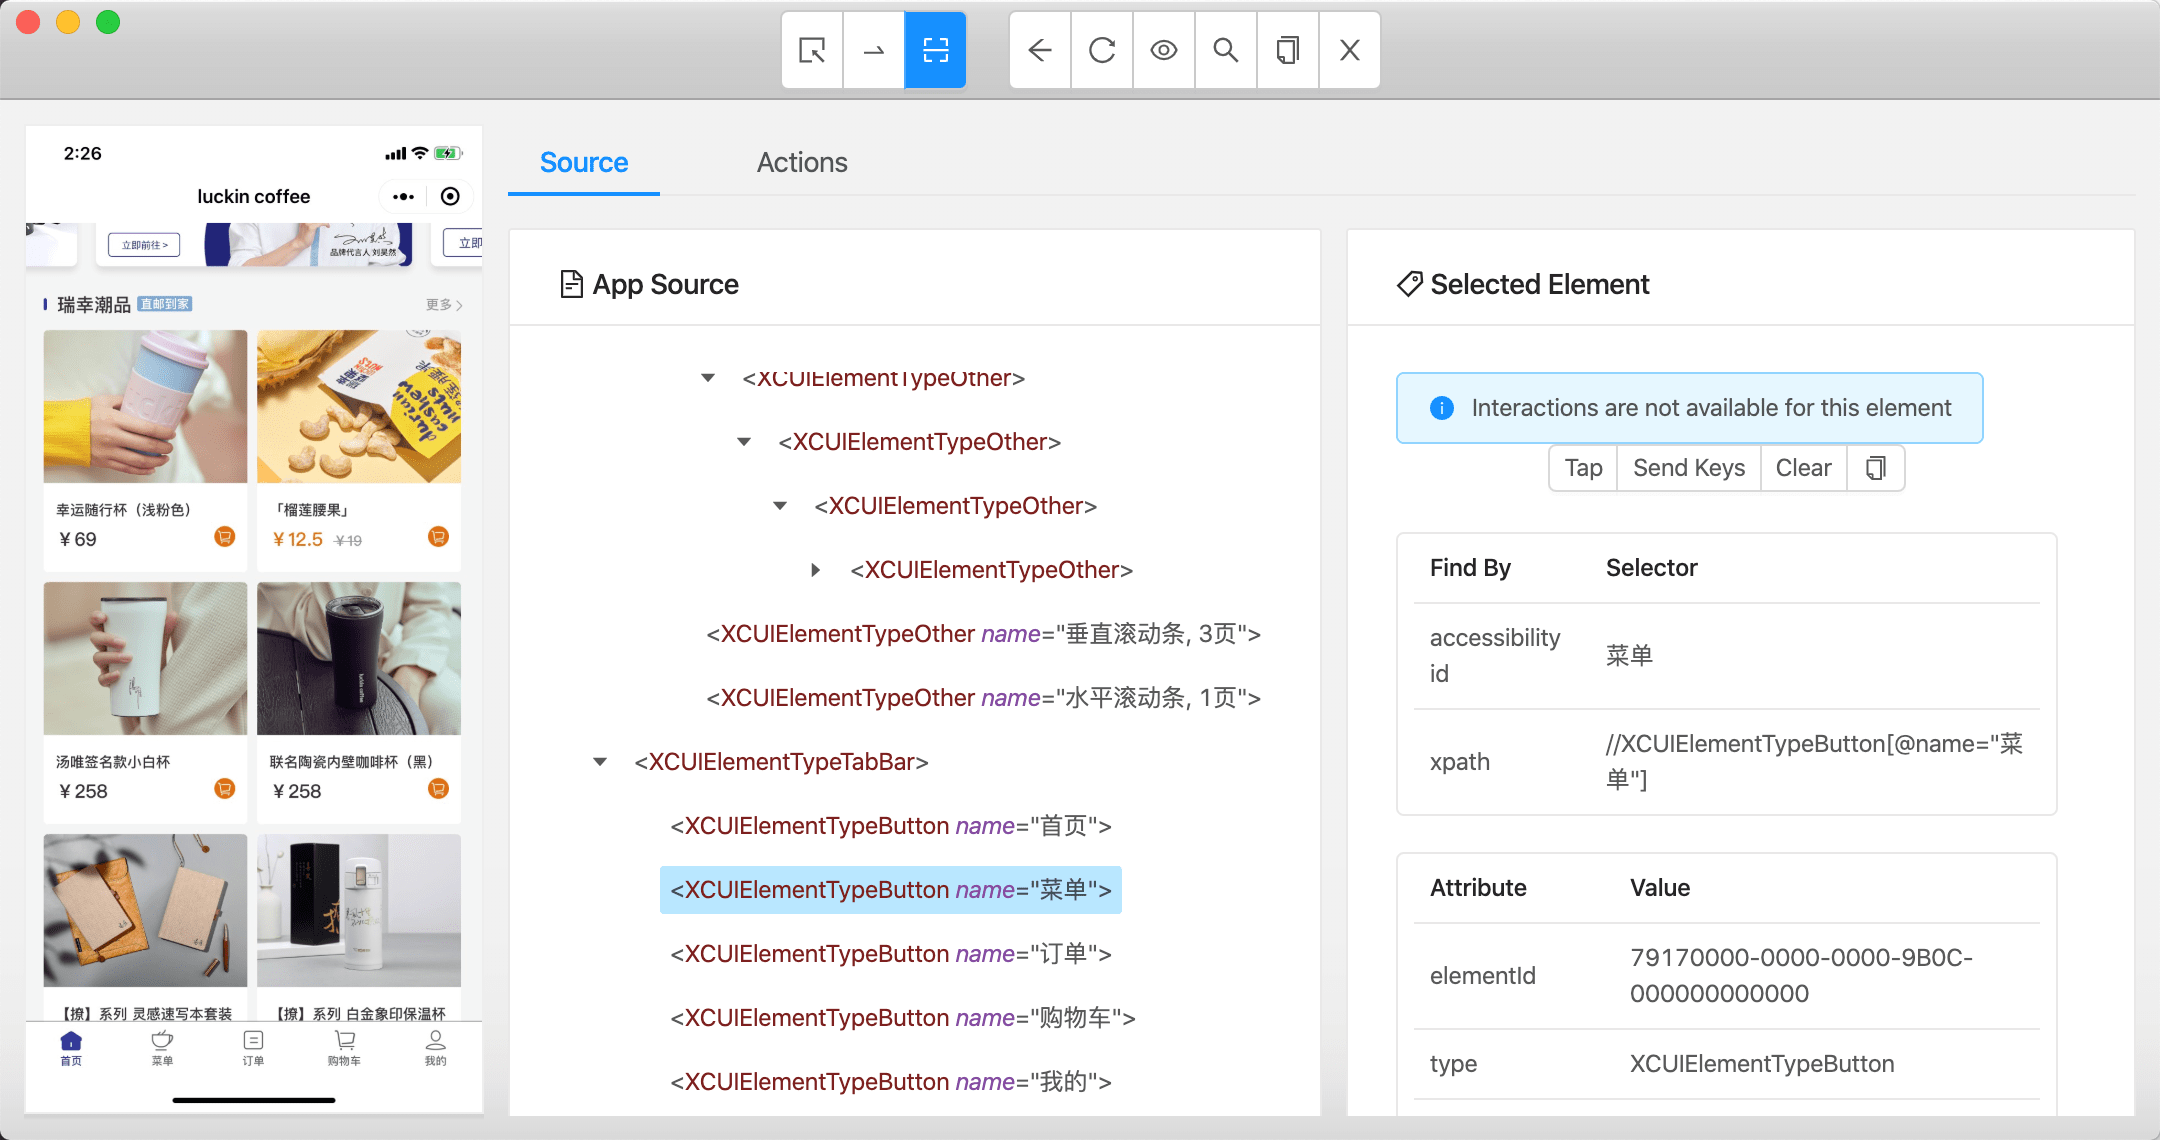 2:26
luckin coffee
立即前往 >
品牌代言人 刘昊然
立即
瑞幸潮品 直邮到家
更多
幸运随行杯（浅粉色）
¥ 69
「榴莲腰果」
¥ 12.5 ¥19
汤唯签名款小白杯
¥ 258
联名陶瓷内壁咖啡杯（黑）
¥ 258
【撩】系列 灵感速写本套装
【撩】系列 白金象印保温杯
首页
菜单
订单
购物车
我的
Source
Actions
App Source
<XCUIElementTypeOther>
<XCUIElementTypeOther>
<XCUIElementTypeOther>
<XCUIElementTypeOther>
<XCUIElementTypeOther name="垂直滚动条, 3页">
<XCUIElementTypeOther name="水平滚动条, 1页">
<XCUIElementTypeTabBar>
<XCUIElementTypeButton name="首页">
<XCUIElementTypeButton name="菜单">
<XCUIElementTypeButton name="订单">
<XCUIElementTypeButton name="购物车">
<XCUIElementTypeButton name="我的">
Selected Element
Interactions are not available for this element
Tap
Send Keys
Clear
Find By Selector
accessibility
id
菜单
xpath
//XCUIElementTypeButton[@name="菜
单"]
Attribute Value
elementId
79170000-0000-0000-9B0C-
000000000000
type XCUIElementTypeButton